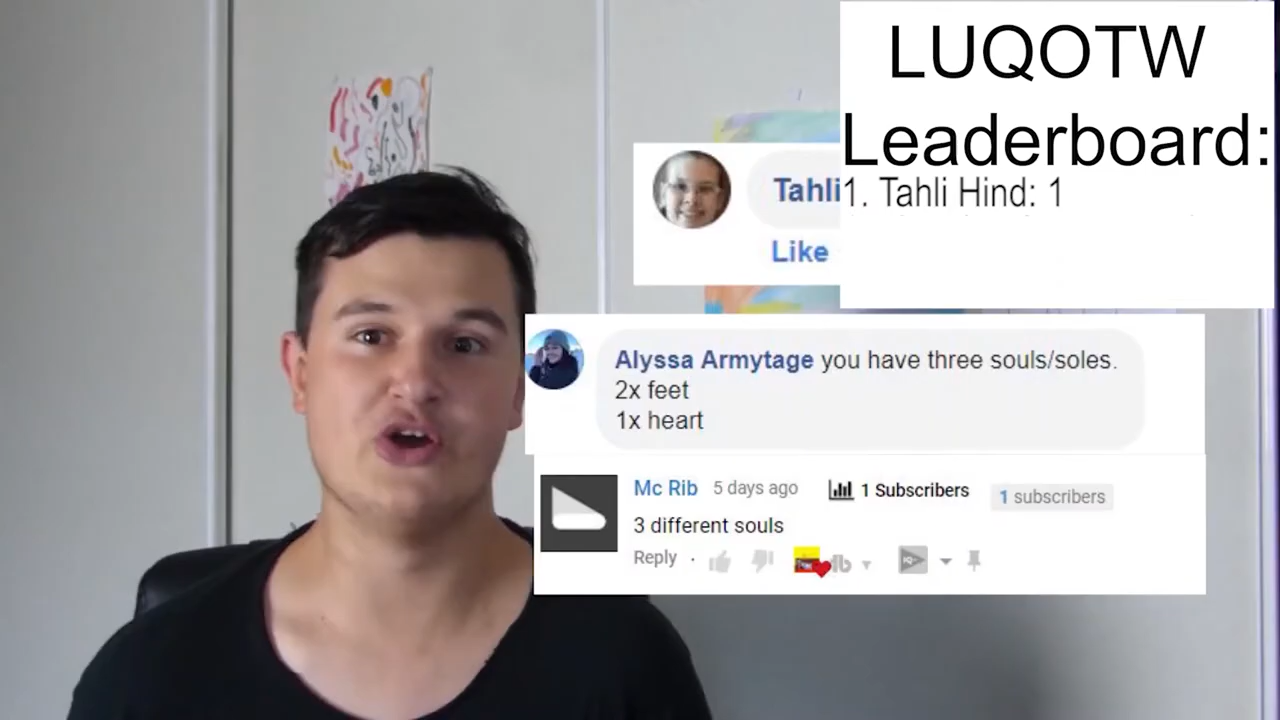 LUQOTW
Leaderboard:
1. Tahli Hind: 1
Tahli
Like
Alyssa Armytage you have three souls/soles.
2x feet
1x heart
Mc Rib 5 days ago 1 Subscribers 1 subscribers
3 different souls
Reply ·